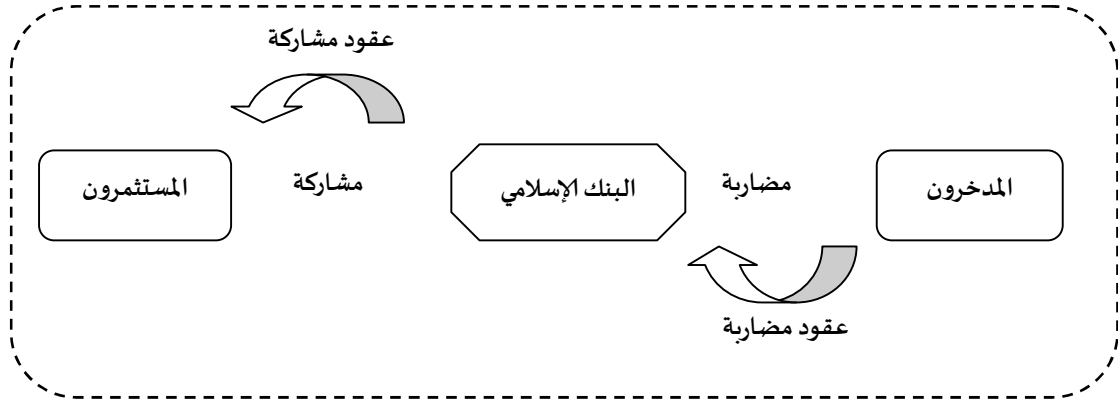 عقود مشاركة
المدخرون
مضاربة
البنك الإسلامي
مشاركة
المستثمرون
عقود مضاربة